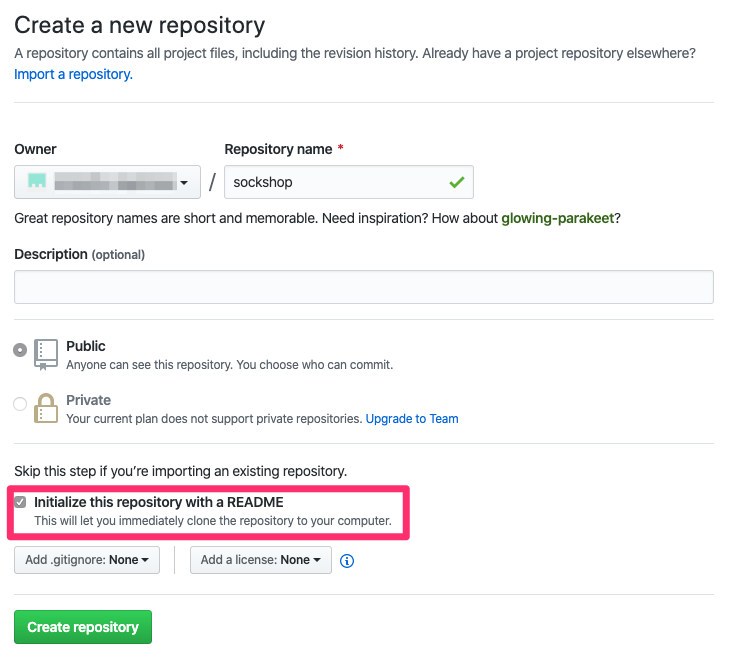 Create a new repository
A repository contains all project files, including the revision history. Already have a project repository elsewhere?
Import a repository.
Owner
Repository name *
/
sockshop
Great repository names are short and memorable. Need inspiration? How about glowing-parakeet?
Description (optional)
Public
Anyone can see this repository. You choose who can commit.
Private
Your current plan does not support private repositories. Upgrade to Team
Skip this step if you’re importing an existing repository.
Initialize this repository with a README
This will let you immediately clone the repository to your computer.
Add .gitignore: None
Add a license: None
Create repository